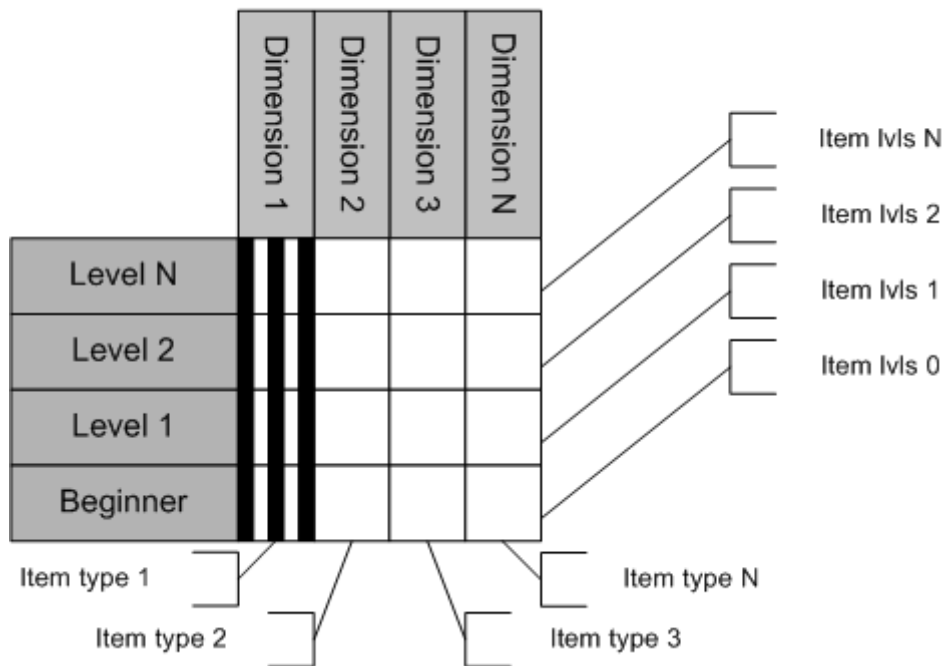 Dimension 1
Dimension 2
Dimension 3
Dimension N
Level N
Level 2
Level 1
Beginner
Item lvls N
Item lvls 2
Item lvls 1
Item lvls 0
Item type 1
Item type N
Item type 2
Item type 3